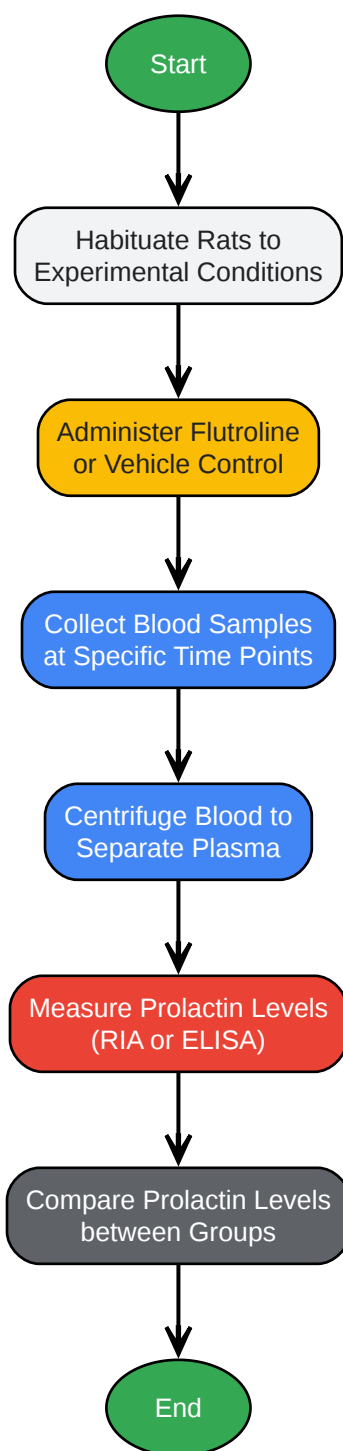 Start
Habituate Rats to
Experimental Conditions
Administer Flutroline
or Vehicle Control
Collect Blood Samples
at Specific Time Points
Centrifuge Blood to
Separate Plasma
Measure Prolactin Levels
(RIA or ELISA)
Compare Prolactin Levels
between Groups
End